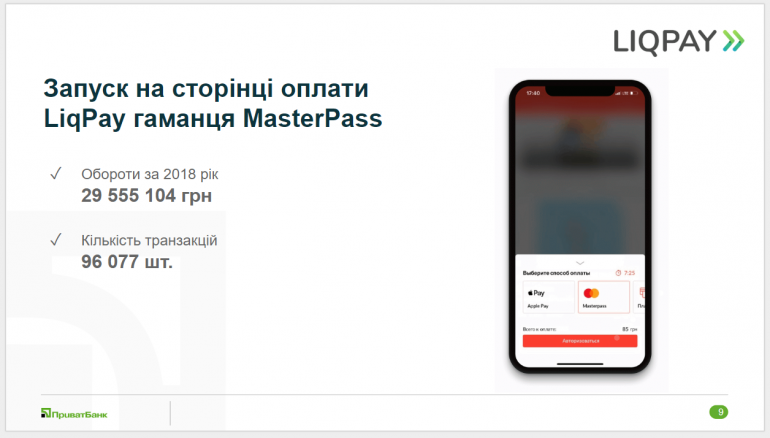 LIQPAY
Запуск на сторінці оплати
LiqPay гаманця MasterPass
✓ Обороти за 2018 рік
29 555 104 грн
✓ Кількість транзакцій
96 077 шт.
17:40
Выберите способ оплаты 7:25
Pay
Apple Pay
Masterpass
Всего к оплате: 85 грн
Авторизоваться
ПриватБанк
9